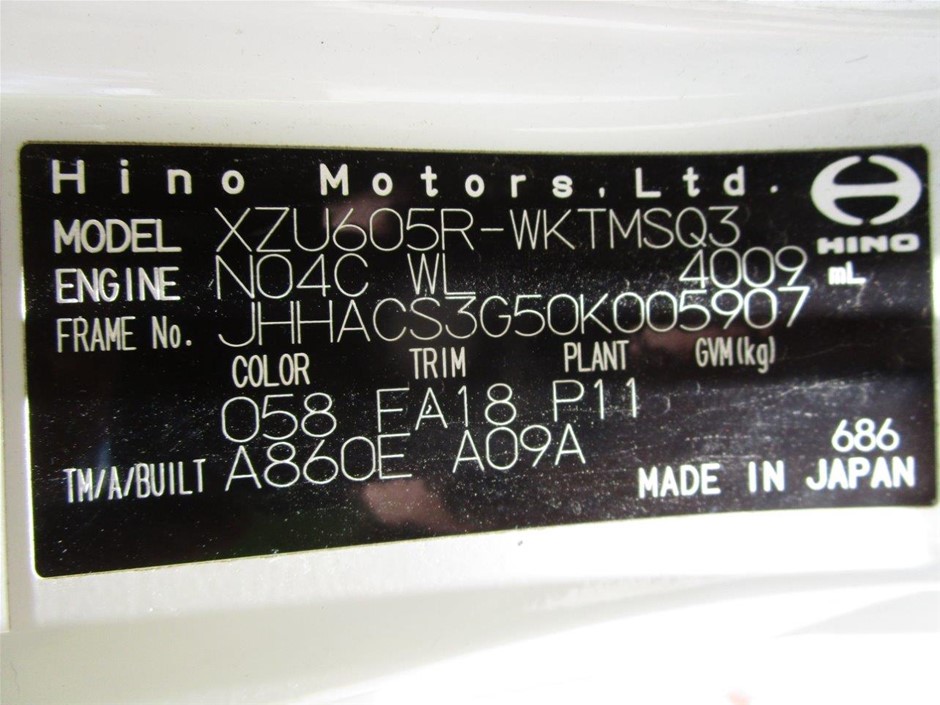 Hino Motors, Ltd.
HINO
MODEL XZU605R-WKTMSQ3
ENGINE N04C WL 4009 mL
FRAME No. JHHACS3G50K005907
COLOR TRIM PLANT GVM(kg)
058 FA18 P11
TM/A/BUILT A860E A09A
686
MADE IN JAPAN